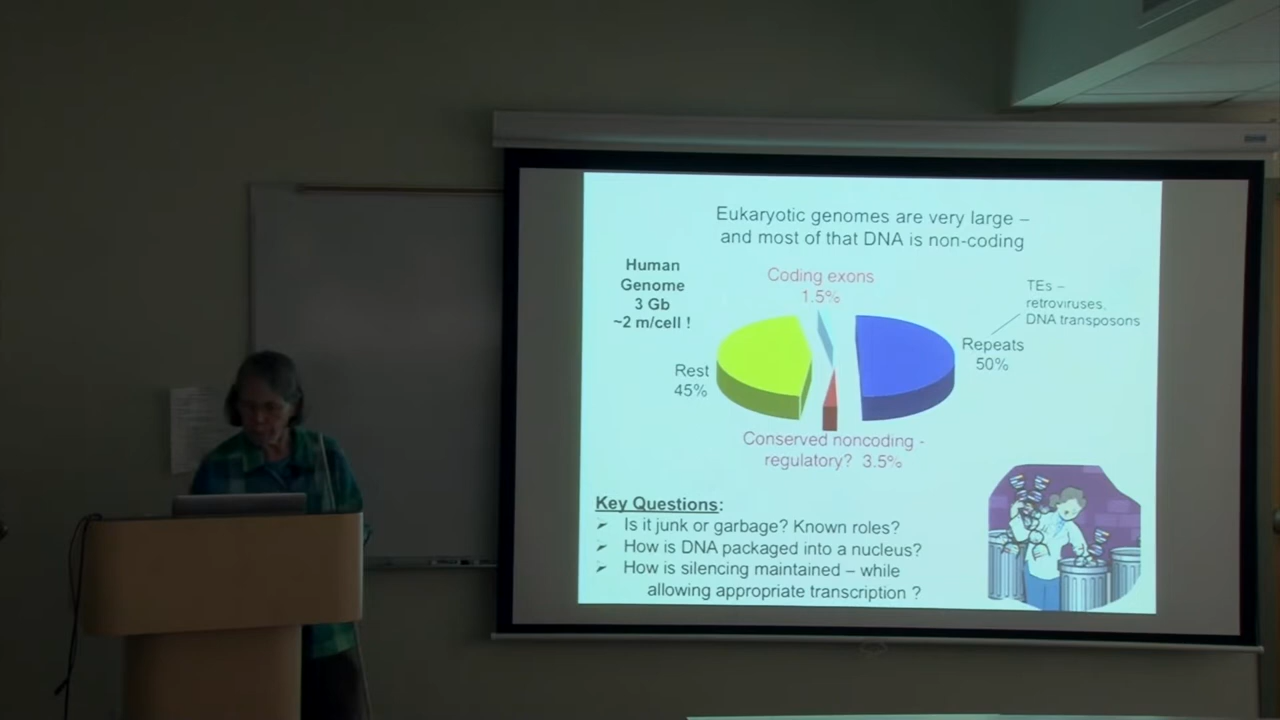 Eukaryotic genomes are very large –
and most of that DNA is non-coding
Human
Genome
3 Gb
~2 m/cell !
Coding exons
1.5%
TEs –
retroviruses,
DNA transposons
Repeats
50%
Rest
45%
Conserved noncoding -
regulatory? 3.5%
Key Questions:
➢ Is it junk or garbage? Known roles?
➢ How is DNA packaged into a nucleus?
➢ How is silencing maintained – while
allowing appropriate transcription ?